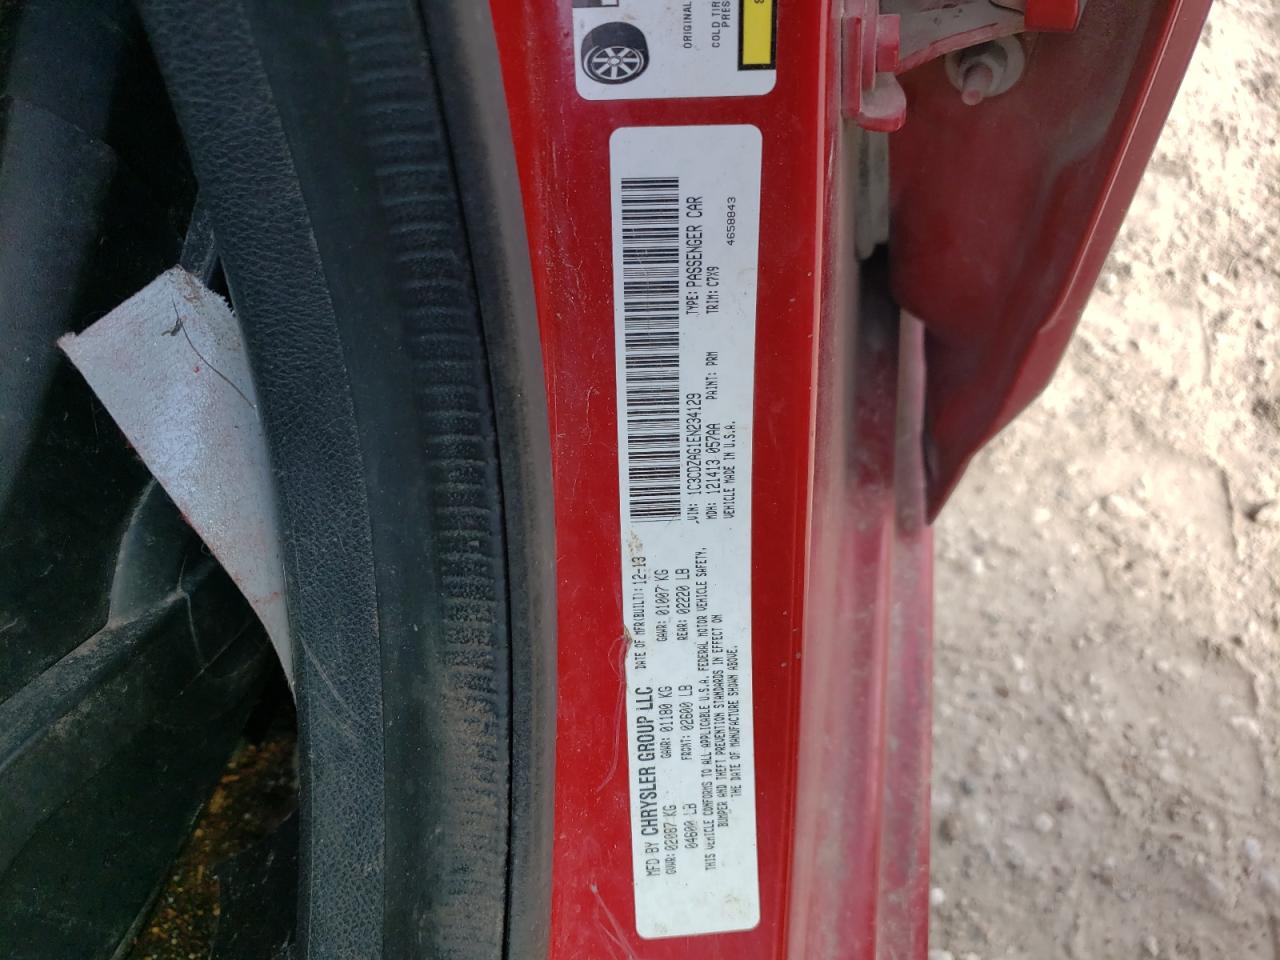 ORIGINAL
COLD TIR
PRES
MFD BY CHRYSLER GROUP LLC DATE OF MFR(BUILT): 12-13
GVWR: 02087 KG GAWR: 01180 KG GAWR: 01007 KG
04600 LB FRONT: 02600 LB REAR: 02220 LB
THIS VEHICLE CONFORMS TO ALL APPLICABLE U.S.A. FEDERAL MOTOR VEHICLE SAFETY,
BUMPER AND THEFT PREVENTION STANDARDS IN EFFECT ON
THE DATE OF MANUFACTURE SHOWN ABOVE.
VIN: 1C3CDZAG1EN234129 TYPE: PASSENGER CAR
MDH: 121413 057AA PAINT: PRM TRIM: C7X9
VEHICLE MADE IN U.S.A. 4658843